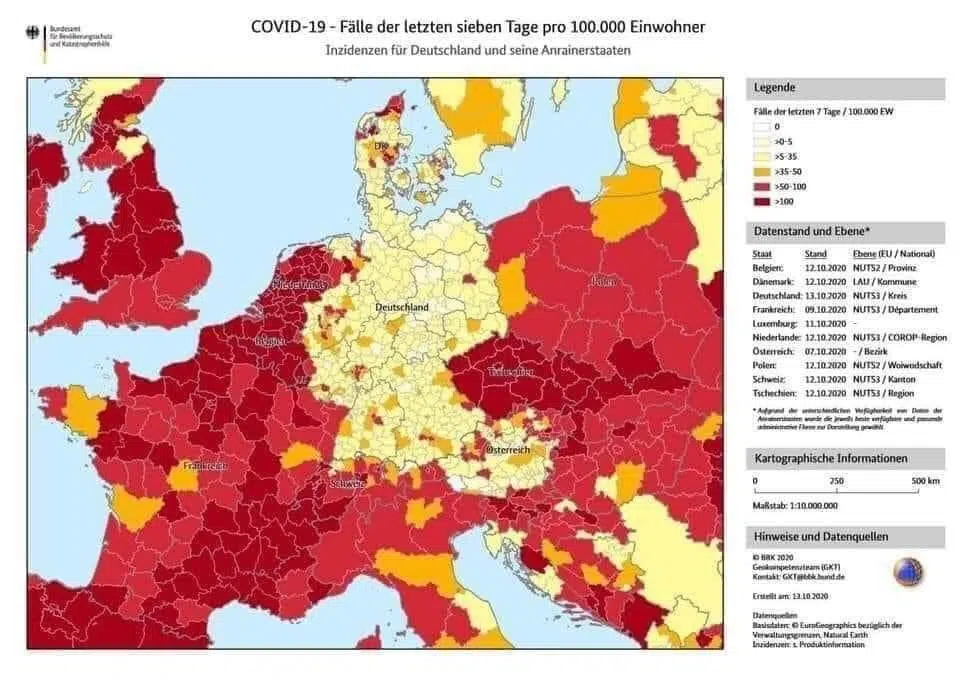 Bundesamt
für Bevölkerungsschutz
und Katastrophenhilfe
COVID-19 - Fälle der letzten sieben Tage pro 100.000 Einwohner
Inzidenzen für Deutschland und seine Anrainerstaaten
DK
Niederlande
Deutschland
Polen
Belgien
Tschechien
Frankreich
Österreich
Schweiz
Legende
Fälle der letzten 7 Tage / 100.000 EW
0
>0-5
>5-35
>35-50
>50-100
>100
Datenstand und Ebene*
Staat Stand Ebene (EU / National)
Belgien: 12.10.2020 NUTS2 / Provinz
Dänemark: 12.10.2020 LAU / Kommune
Deutschland: 13.10.2020 NUTS3 / Kreis
Frankreich: 09.10.2020 NUTS3 / Département
Luxemburg: 11.10.2020 -
Niederlande: 12.10.2020 NUTS3 / COROP-Region
Österreich: 07.10.2020 - / Bezirk
Polen: 12.10.2020 NUTS2 / Woiwodschaft
Schweiz: 12.10.2020 NUTS3 / Kanton
Tschechien: 12.10.2020 NUTS3 / Region
* Aufgrund der unterschiedlichen Verfügbarkeit von Daten der
Anrainerstaaten wurde die jeweils beste verfügbare und passende
administrative Ebene zur Darstellung gewählt.
Kartographische Informationen
0 250 500 km
Maßstab: 1:10.000.000
Hinweise und Datenquellen
© BBK 2020
Geokompetenzteam (GKT)
Kontakt: GKT@bbk.bund.de
Erstellt am: 13.10.2020
Datenquellen
Basisdaten: © EuroGeographics bezüglich der
Verwaltungsgrenzen, Natural Earth
Inzidenzen: s. Produktinformation